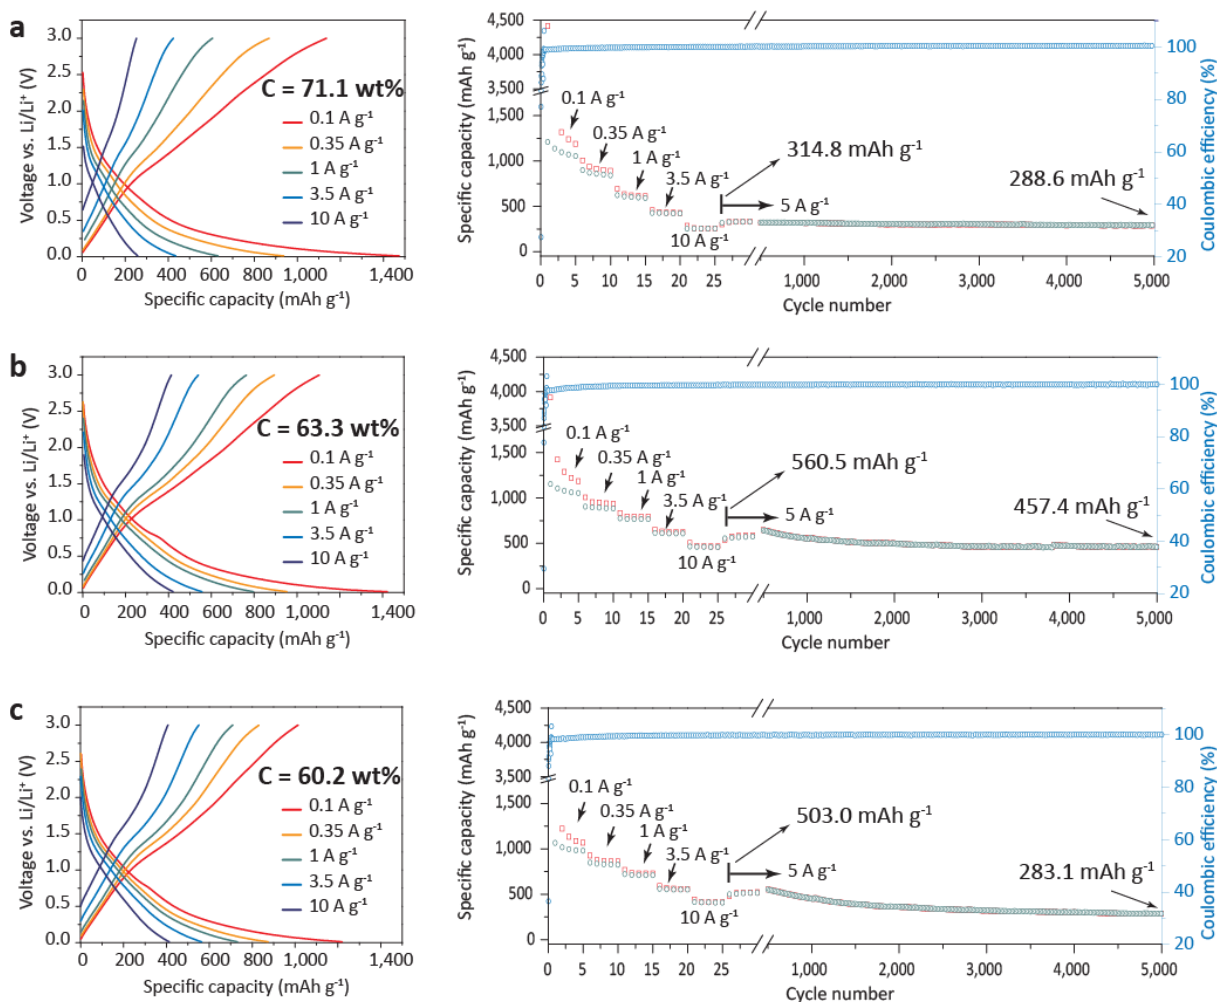 a
Voltage vs. Li/Li⁺ (V)
3.0
2.5
2.0
1.5
1.0
0.5
0.0
C = 71.1 wt%
0.1 A g⁻¹
0.35 A g⁻¹
1 A g⁻¹
3.5 A g⁻¹
10 A g⁻¹
0 200 400 600 800 1,000 1,400
Specific capacity (mAh g⁻¹)
Specific capacity (mAh g⁻¹)
4,500
4,000
3,500
1,500
1,000
500
0
0.1 A g⁻¹
0.35 A g⁻¹
1 A g⁻¹
3.5 A g⁻¹
10 A g⁻¹
314.8 mAh g⁻¹
5 A g⁻¹
288.6 mAh g⁻¹
100
80
60
40
20
Coulombic efficiency (%)
0 5 10 15 20 25 1,000 2,000 3,000 4,000 5,000
Cycle number
b
Voltage vs. Li/Li⁺ (V)
3.0
2.5
2.0
1.5
1.0
0.5
0.0
C = 63.3 wt%
0.1 A g⁻¹
0.35 A g⁻¹
1 A g⁻¹
3.5 A g⁻¹
10 A g⁻¹
0 200 400 600 800 1,000 1,400
Specific capacity (mAh g⁻¹)
Specific capacity (mAh g⁻¹)
4,500
4,000
3,500
1,500
1,000
500
0
0.1 A g⁻¹
0.35 A g⁻¹
1 A g⁻¹
3.5 A g⁻¹
10 A g⁻¹
560.5 mAh g⁻¹
5 A g⁻¹
457.4 mAh g⁻¹
100
80
60
40
20
Coulombic efficiency (%)
0 5 10 15 20 25 1,000 2,000 3,000 4,000 5,000
Cycle number
c
Voltage vs. Li/Li⁺ (V)
3.0
2.5
2.0
1.5
1.0
0.5
0.0
C = 60.2 wt%
0.1 A g⁻¹
0.35 A g⁻¹
1 A g⁻¹
3.5 A g⁻¹
10 A g⁻¹
0 200 400 600 800 1,000 1,400
Specific capacity (mAh g⁻¹)
Specific capacity (mAh g⁻¹)
4,500
4,000
3,500
1,500
1,000
500
0
0.1 A g⁻¹
0.35 A g⁻¹
1 A g⁻¹
3.5 A g⁻¹
10 A g⁻¹
503.0 mAh g⁻¹
5 A g⁻¹
283.1 mAh g⁻¹
100
80
60
40
20
Coulombic efficiency (%)
0 5 10 15 20 25 1,000 2,000 3,000 4,000 5,000
Cycle number